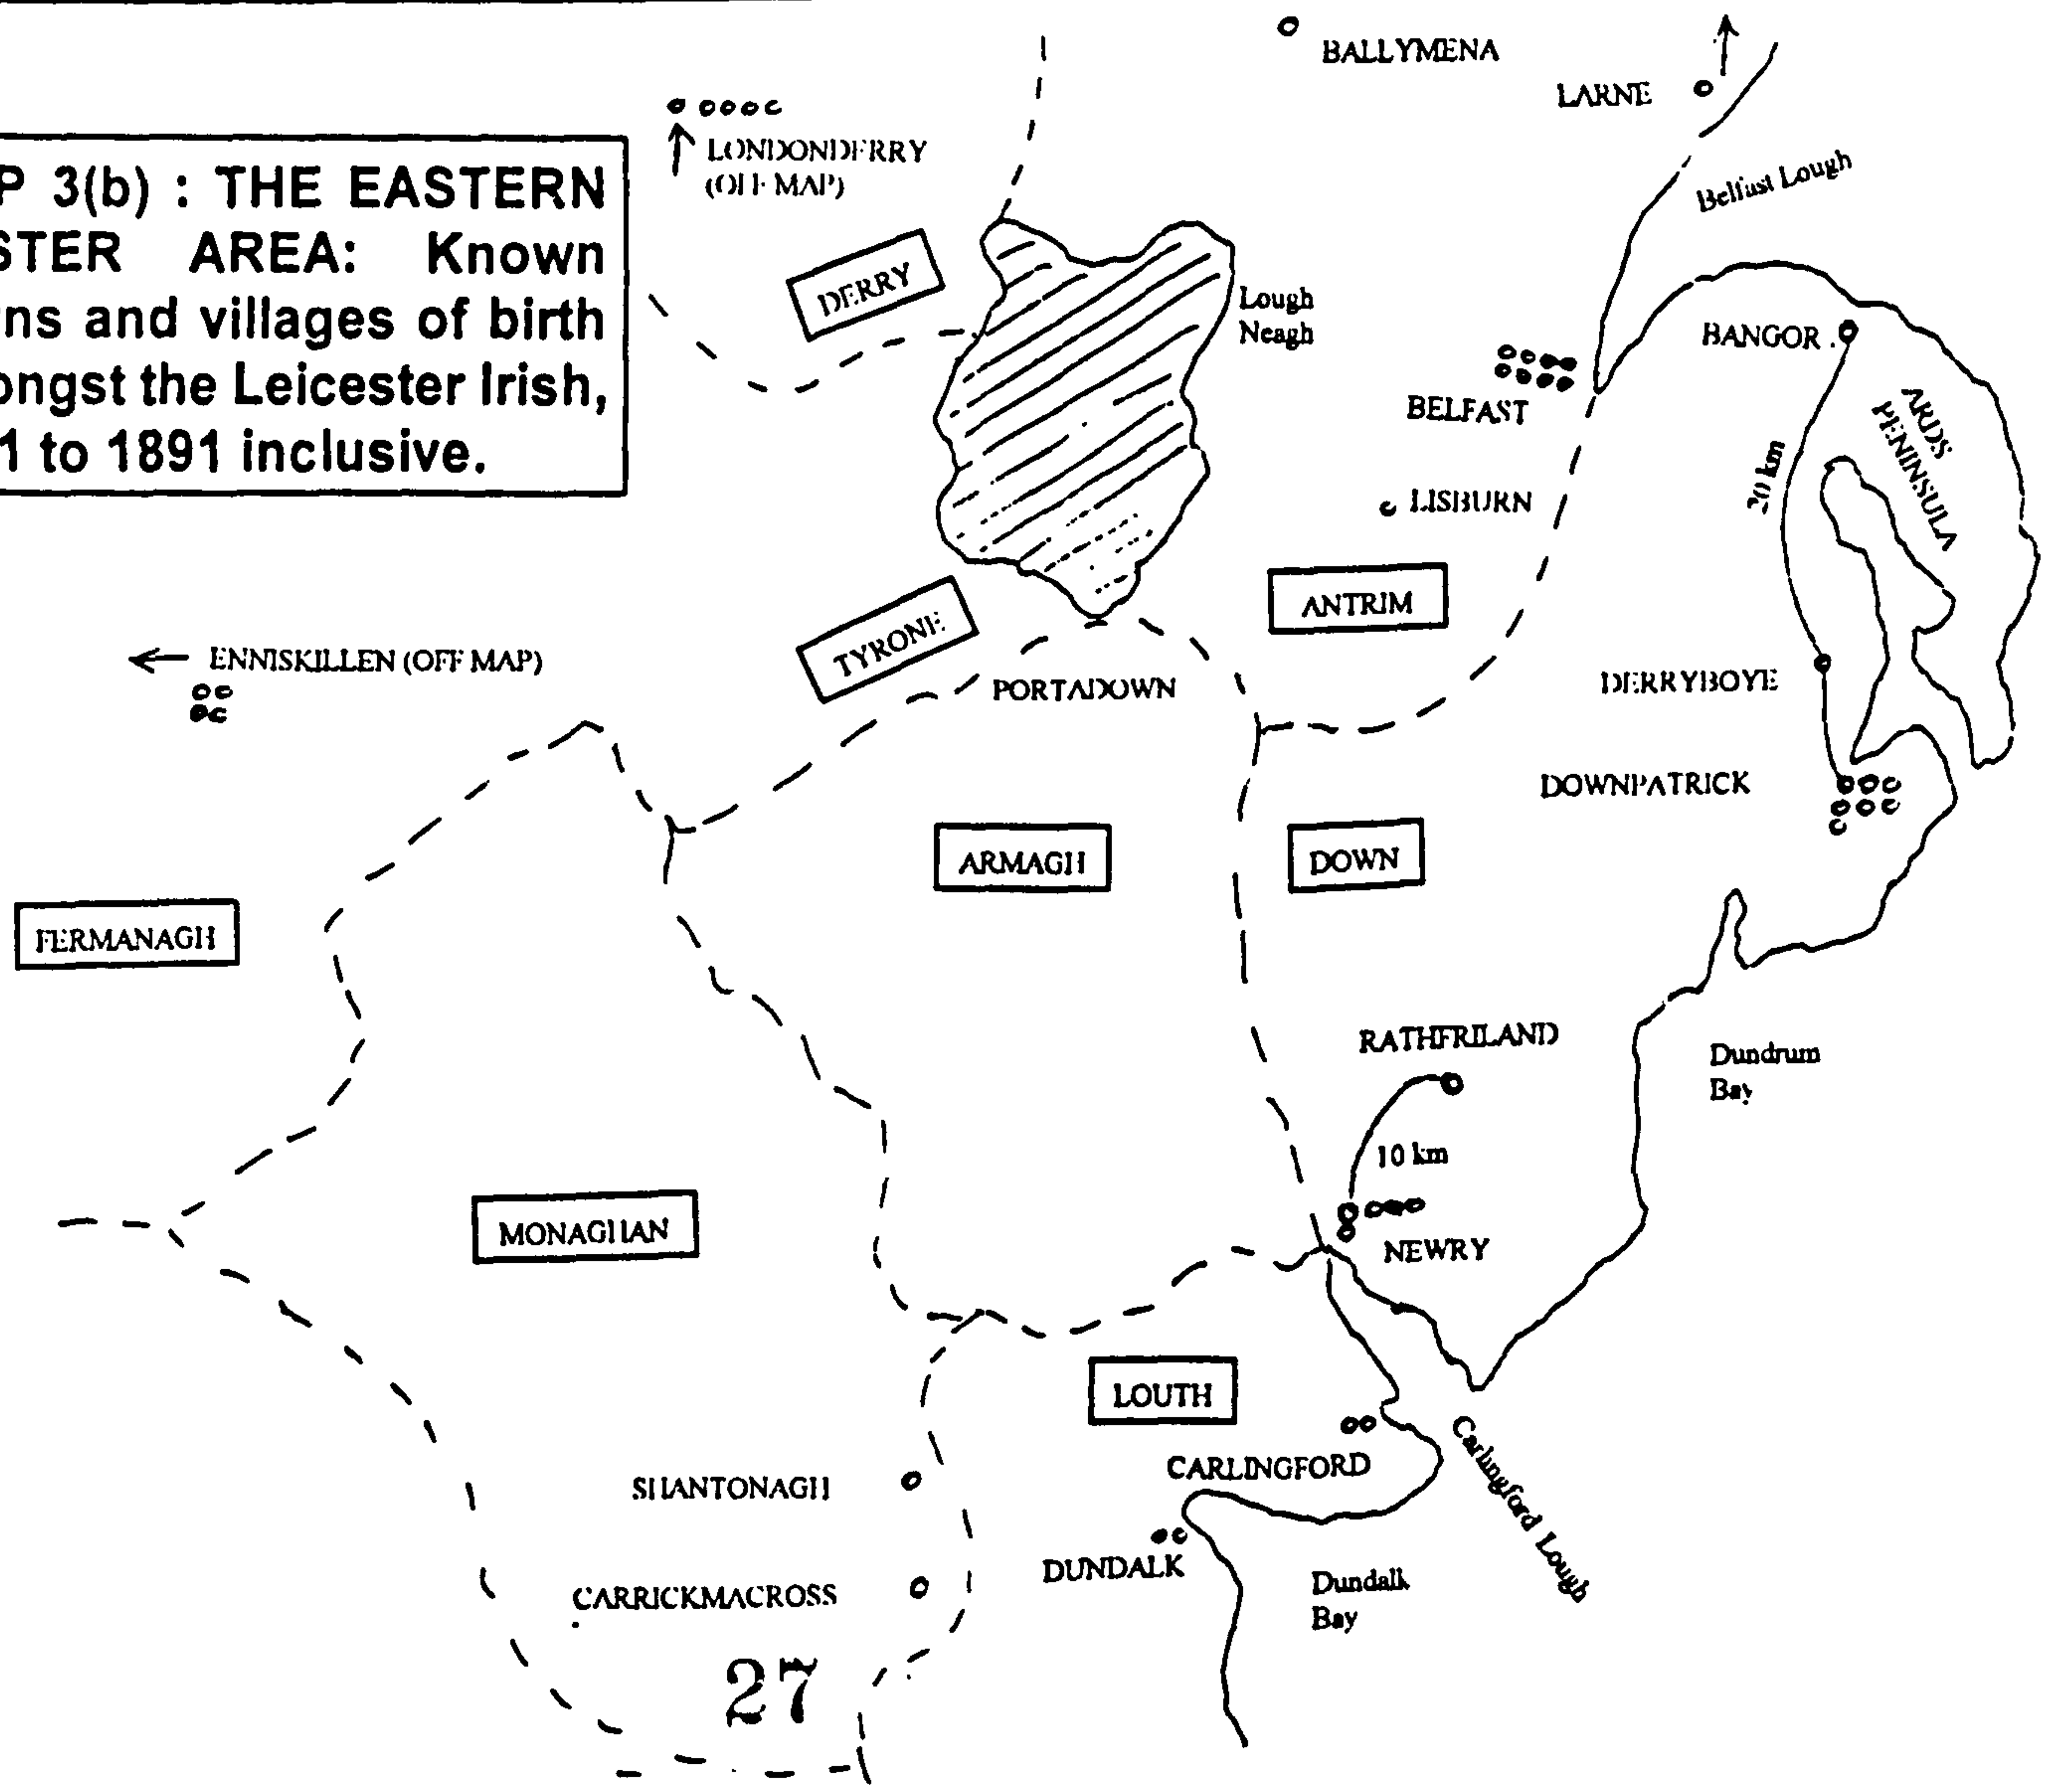 BALLYMENA
LARNE
LONDONDERRY
(OFF MAP)
P 3(b) : THE EASTERN
STER AREA: Known
ns and villages of birth
ongst the Leicester Irish,
1 to 1891 inclusive.
Belfast Lough
DERRY
Lough
Neagh
BANGOR
BELFAST
ARDS
PENINSULA
20 km
LISBURN
ANTRIM
TYRONE
ENNISKILLEN (OFF MAP)
PORTADOWN
DERRYBOYE
DOWNPATRICK
ARMAGH
DOWN
FERMANAGH
RATHFRILAND
Dundrum
Bay
10 km
MONAGHAN
NEWRY
LOUTH
CARLINGFORD
Carlingford Lough
SHANTONAGH
DUNDALK
Dundalk
Bay
CARRICKMACROSS
27